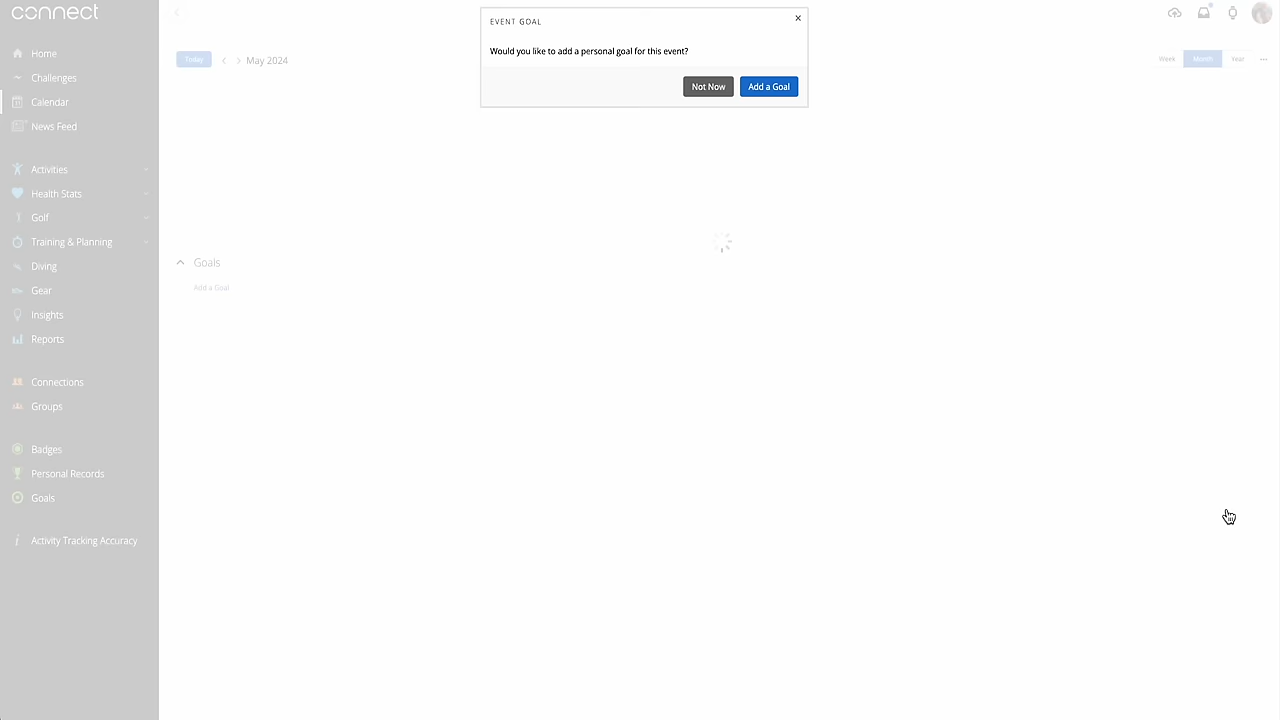 connect
EVENT GOAL
Would you like to add a personal goal for this event?
Not Now
Add a Goal
Home
Challenges
Calendar
News Feed
Activities
Health Stats
Golf
Training & Planning
Diving
Gear
Insights
Reports
Connections
Groups
Badges
Personal Records
Goals
Activity Tracking Accuracy
Today
May 2024
Week
Month
Year
Goals
Add a Goal